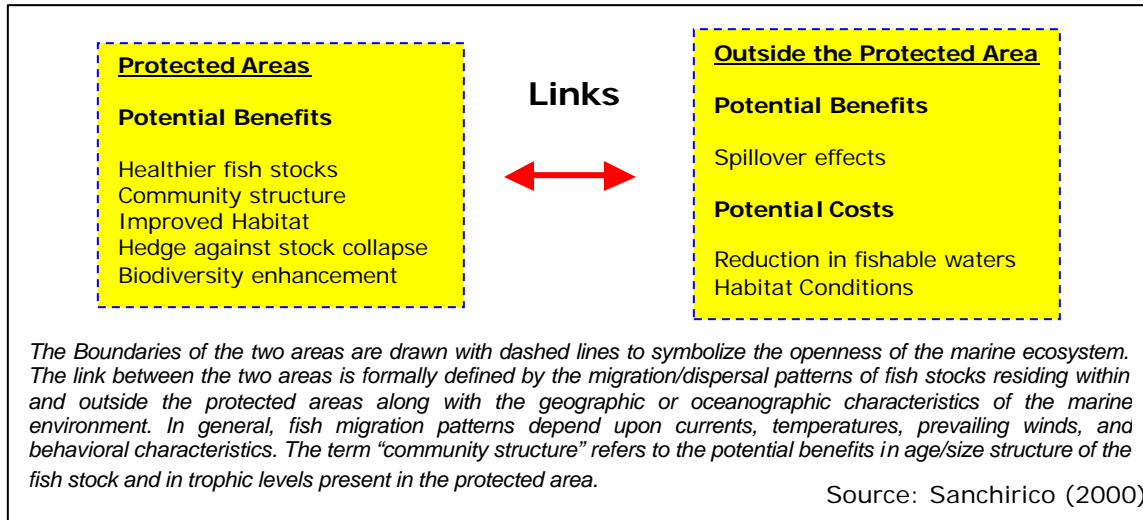 Protected Areas
Potential Benefits
Healthier fish stocks
Community structure
Improved Habitat
Hedge against stock collapse
Biodiversity enhancement
Links
Outside the Protected Area
Potential Benefits
Spillover effects
Potential Costs
Reduction in fishable waters
Habitat Conditions
The Boundaries of the two areas are drawn with dashed lines to symbolize the openness of the marine ecosystem.
The link between the two areas is formally defined by the migration/dispersal patterns of fish stocks residing within
and outside the protected areas along with the geographic or oceanographic characteristics of the marine
environment. In general, fish migration patterns depend upon currents, temperatures, prevailing winds, and
behavioral characteristics. The term “community structure” refers to the potential benefits in age/size structure of the
fish stock and in trophic levels present in the protected area.
Source: Sanchirico (2000)